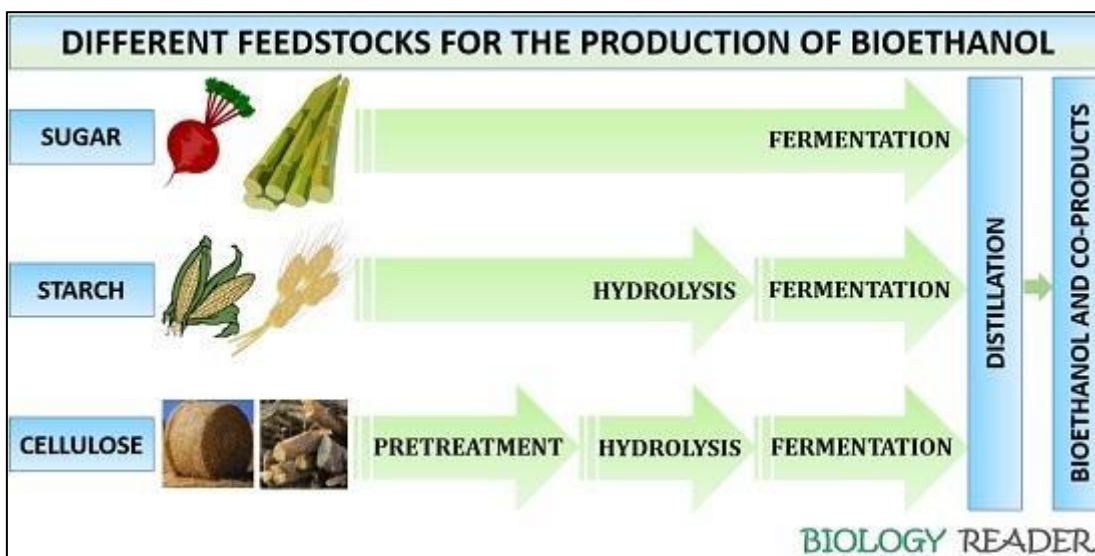 DIFFERENT FEEDSTOCKS FOR THE PRODUCTION OF BIOETHANOL
SUGAR
FERMENTATION
STARCH
HYDROLYSIS
FERMENTATION
CELLULOSE
PRETREATMENT
HYDROLYSIS
FERMENTATION
DISTILLATION
BIOETHANOL AND CO-PRODUCTS
BIOLOGY READER